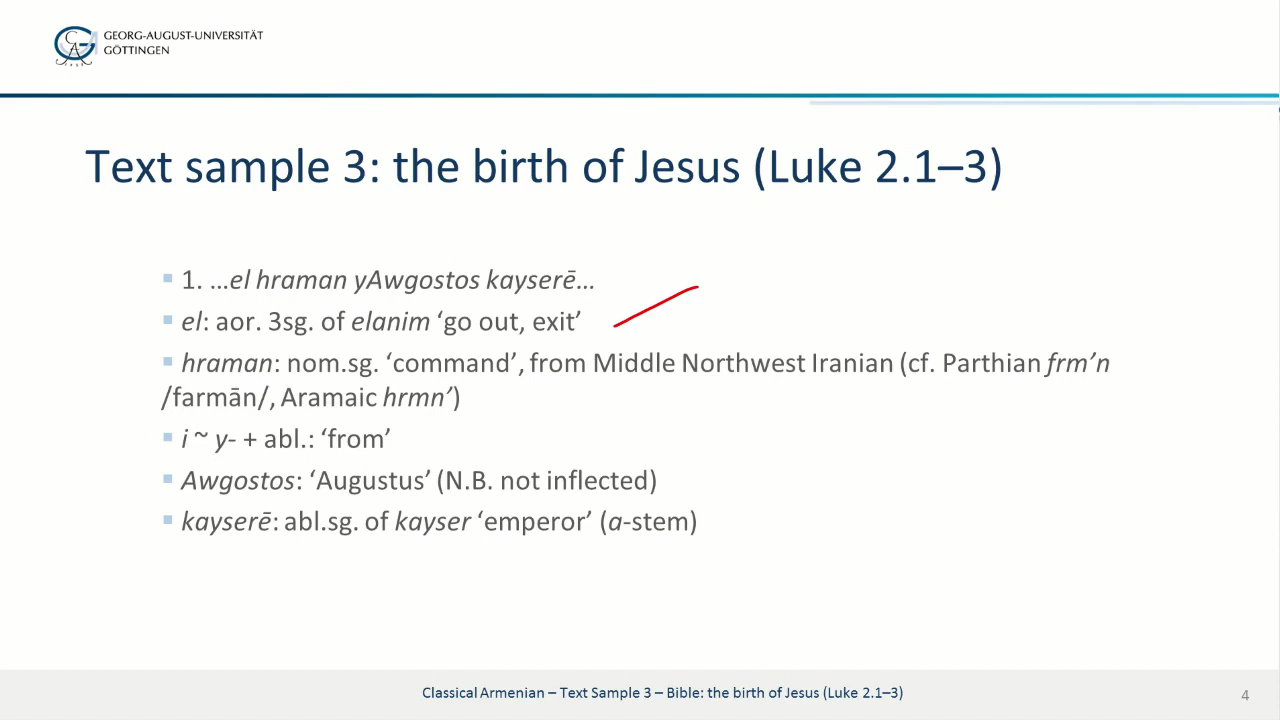 GEORG-AUGUST-UNIVERSITÄT
GÖTTINGEN
Text sample 3: the birth of Jesus (Luke 2.1–3)
1. …el hraman yAwgostos kayserē…
el: aor. 3sg. of elanim ‘go out, exit’
hraman: nom.sg. ‘command’, from Middle Northwest Iranian (cf. Parthian frm’n
/farmān/, Aramaic hrmn’)
i ~ y- + abl.: ‘from’
Awgostos: ‘Augustus’ (N.B. not inflected)
kayserē: abl.sg. of kayser ‘emperor’ (a-stem)
Classical Armenian – Text Sample 3 – Bible: the birth of Jesus (Luke 2.1–3)
4